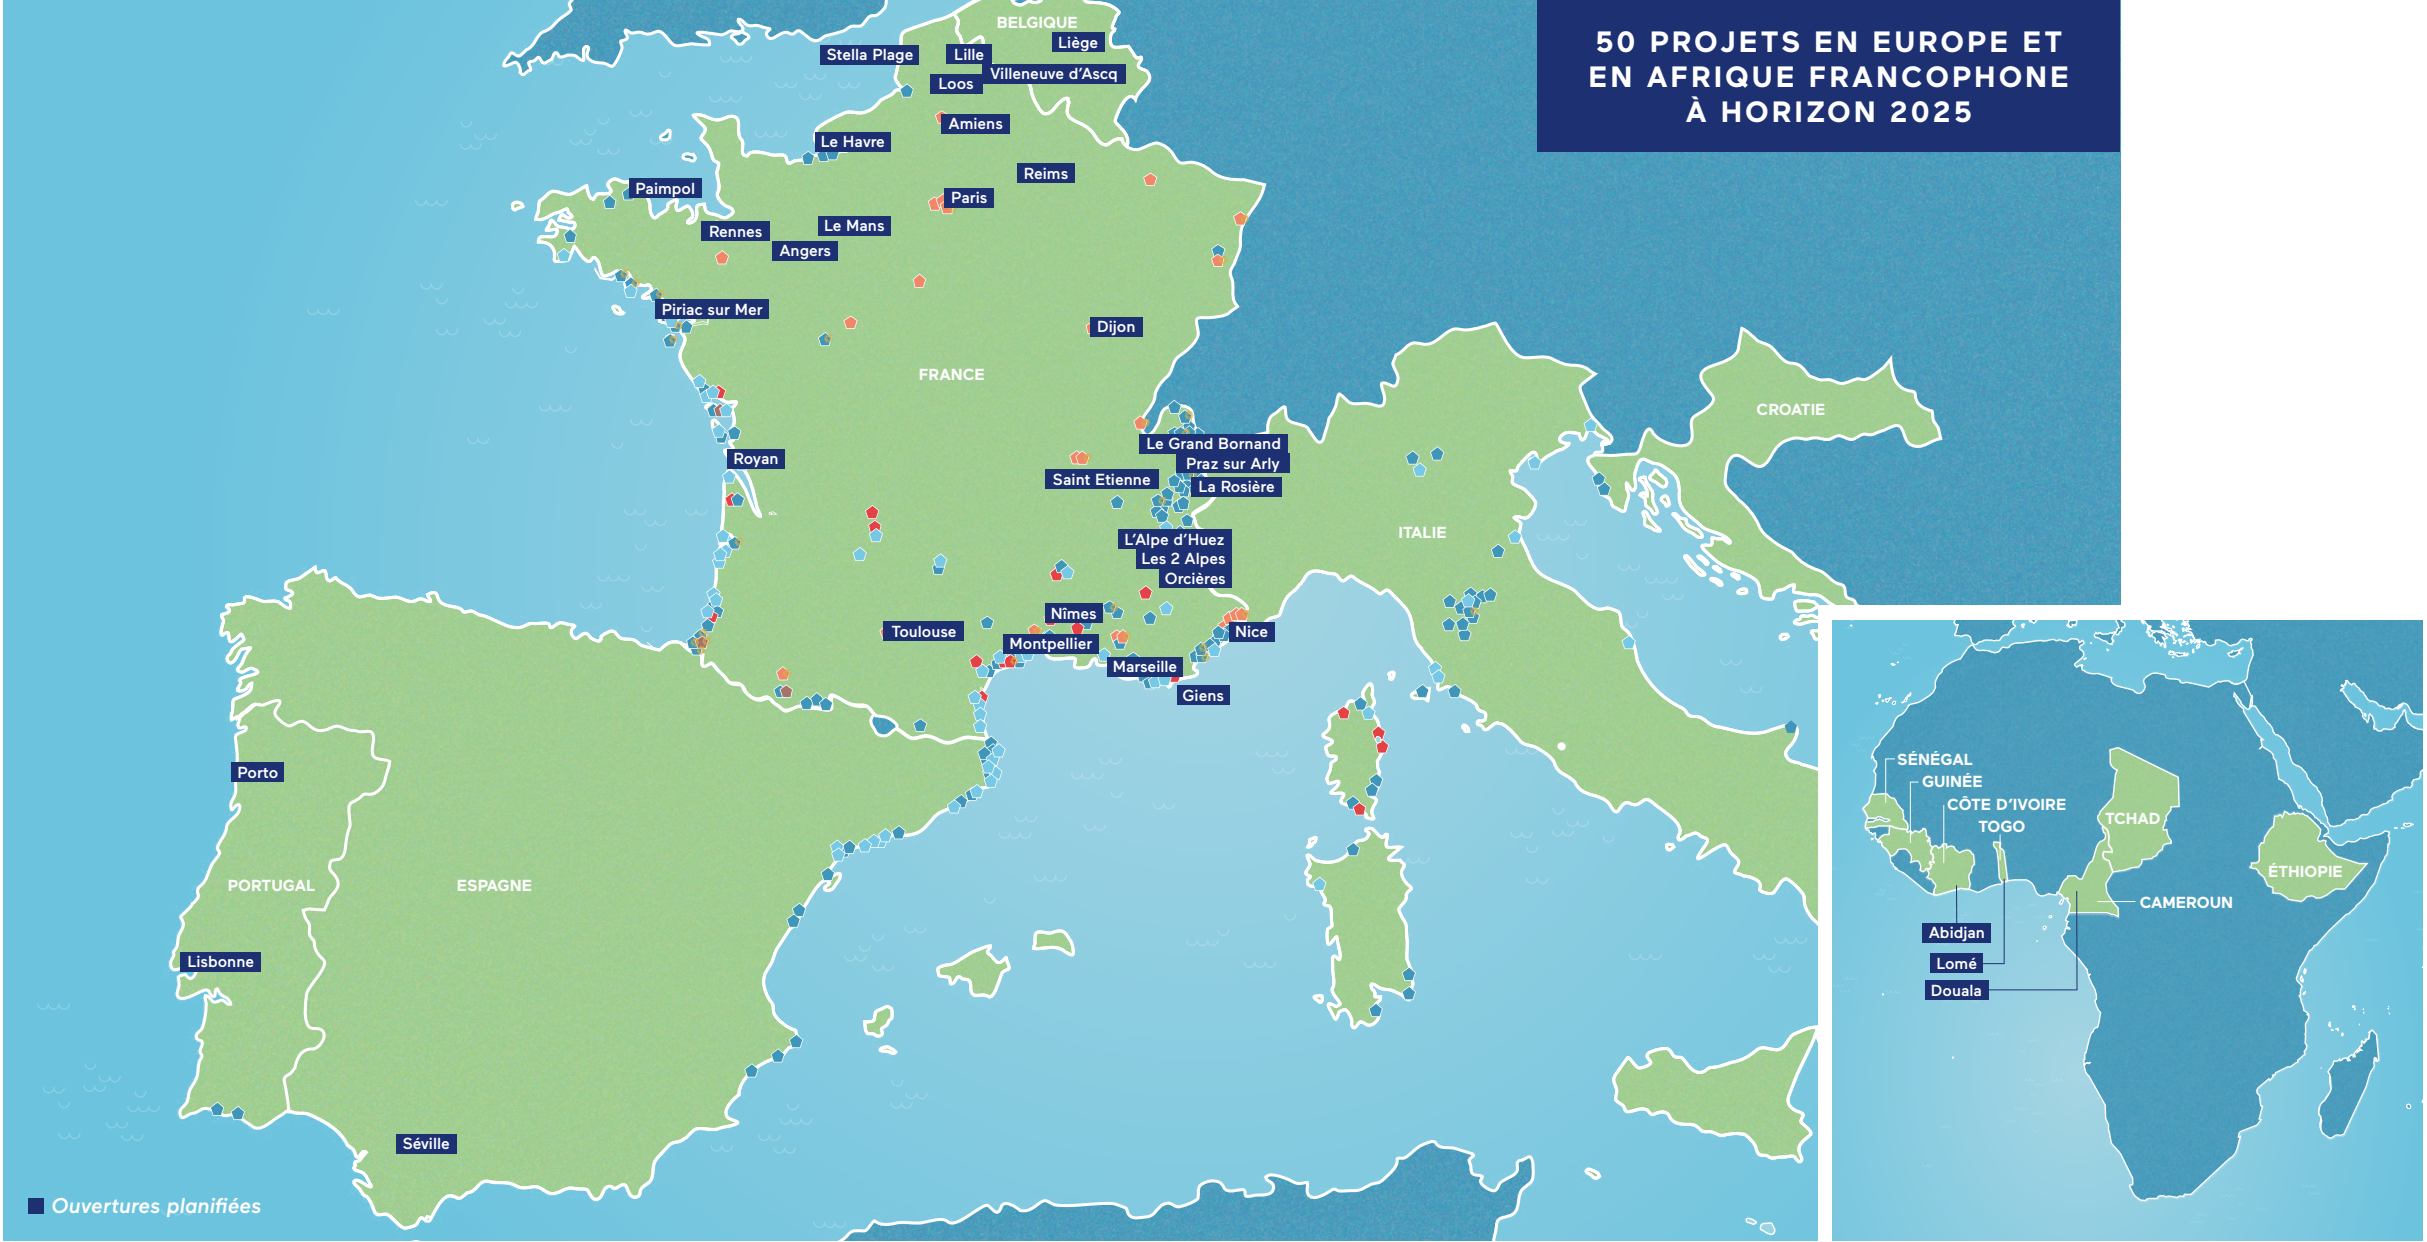 50 PROJETS EN EUROPE ET
EN AFRIQUE FRANCOPHONE
À HORIZON 2025
BELGIQUE
Liège
Stella Plage
Lille
Villeneuve d'Ascq
Loos
Amiens
Le Havre
Reims
Paimpol
Paris
Rennes
Le Mans
Angers
Piriac sur Mer
Dijon
FRANCE
CROATIE
Le Grand Bornand
Royan
Praz sur Arly
Saint Etienne
La Rosière
ITALIE
L'Alpe d'Huez
Les 2 Alpes
Orcières
Nîmes
Toulouse
Nice
Montpellier
Marseille
Giens
Porto
PORTUGAL
ESPAGNE
Lisbonne
Séville
Ouvertures planifiées
SÉNÉGAL
GUINÉE
CÔTE D'IVOIRE
TOGO
TCHAD
ÉTHIOPIE
CAMEROUN
Abidjan
Lomé
Douala